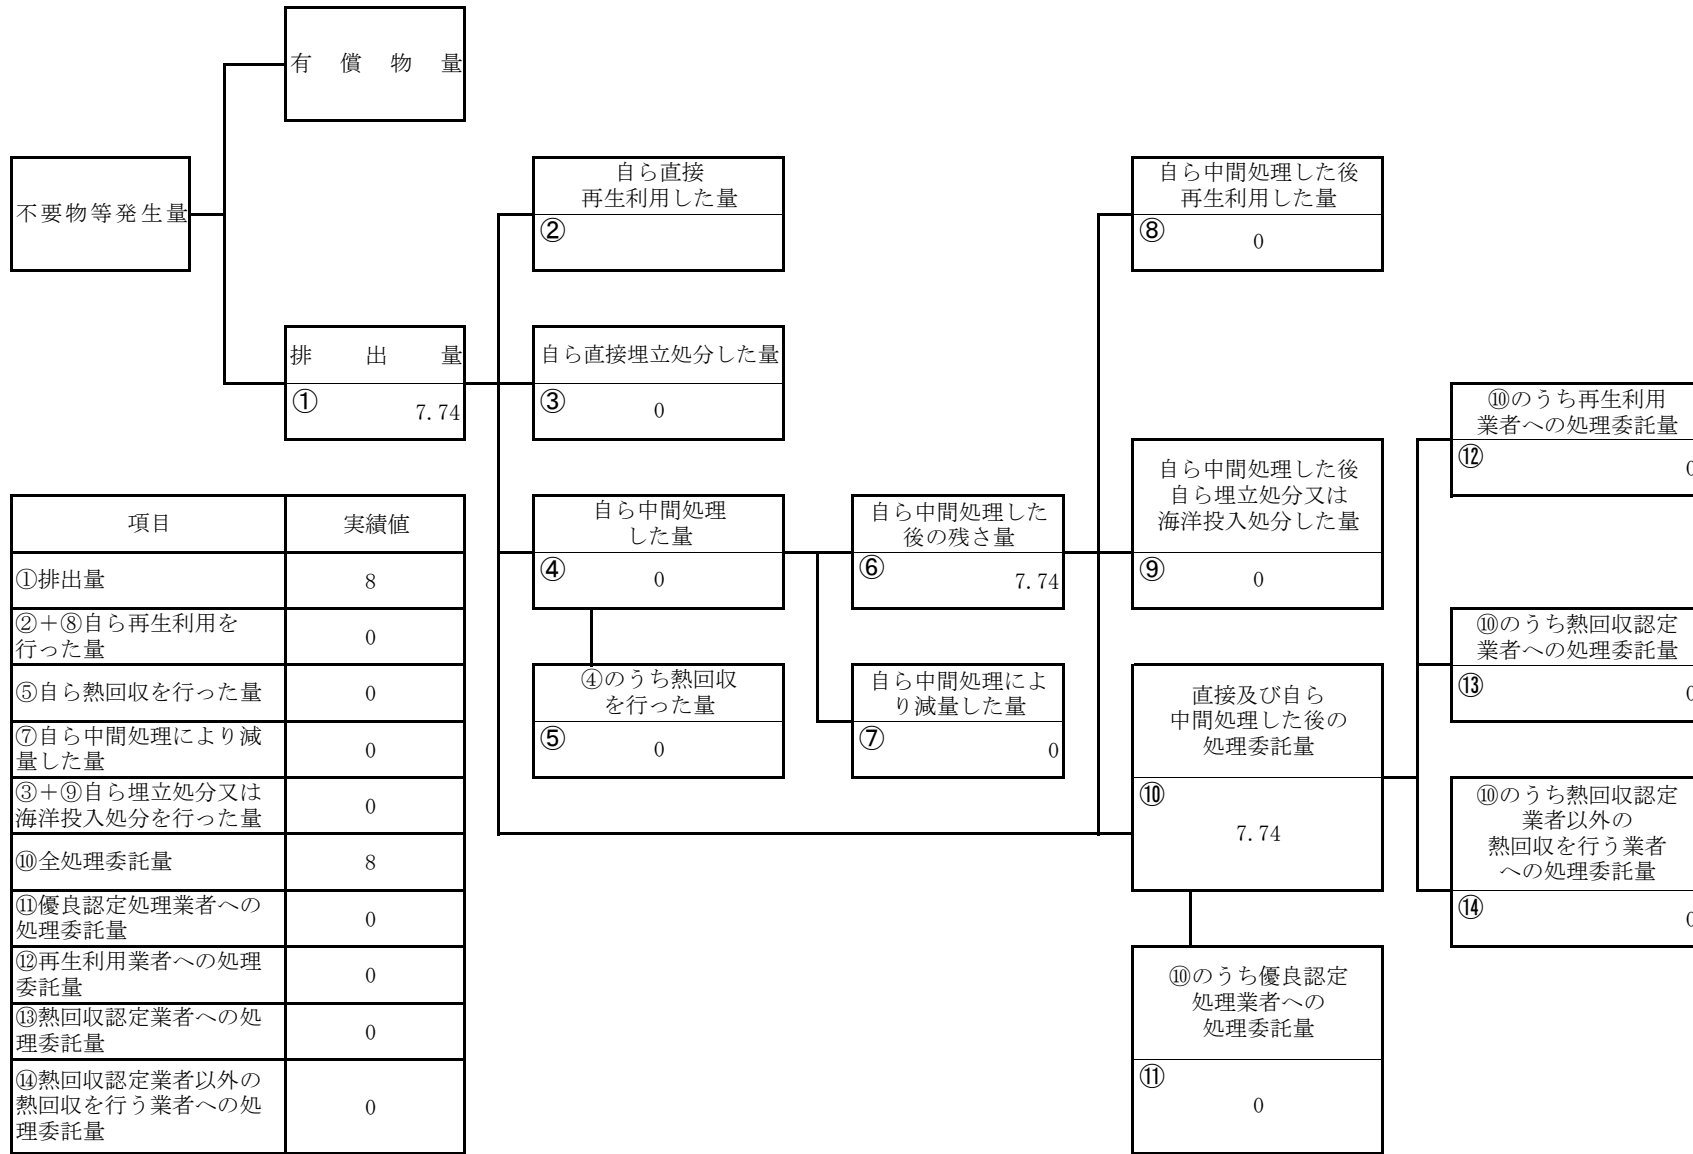 有償物量
不要物等発生量
自ら直接
再生利用した量
②
自ら中間処理した後
再生利用した量
⑧
0
排出量
①
7.74
自ら直接埋立処分した量
③
0
⑩のうち再生利用
業者への処理委託量
⑫
0
自ら中間処理
した量
④
0
自ら中間処理した
後の残さ量
⑥
7.74
自ら中間処理した後
自ら埋立処分又は
海洋投入処分した量
⑨
0
⑩のうち熱回収認定
業者への処理委託量
⑬
0
④のうち熱回収
を行った量
⑤
0
自ら中間処理によ
り減量した量
⑦
0
直接及び自ら
中間処理した後の
処理委託量
⑩
7.74
⑩のうち熱回収認定
業者以外の
熱回収を行う業者
への処理委託量
⑭
0
⑩のうち優良認定
処理業者への
処理委託量
⑪
0
項目 実績値
①排出量 8
②＋⑧自ら再生利用を
行った量 0
⑤自ら熱回収を行った量 0
⑦自ら中間処理により減
量した量 0
③＋⑨自ら埋立処分又は
海洋投入処分を行った量 0
⑩全処理委託量 8
⑪優良認定処理業者への
処理委託量 0
⑫再生利用業者への処理
委託量 0
⑬熱回収認定業者への処
理委託量 0
⑭熱回収認定業者以外の
熱回収を行う業者への処 0
理委託量